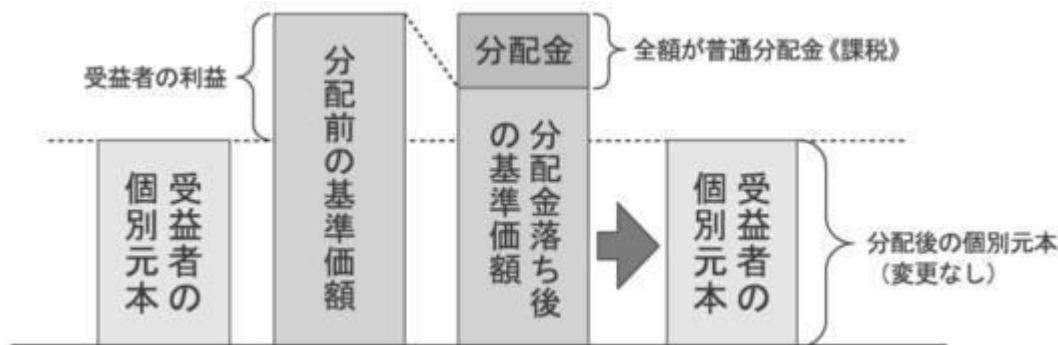 受益者の利益
受益者の
個別元本
分配前の基準価額
分配金
全額が普通分配金《課税》
分配金落ち後
の基準価額
受益者の
個別元本
分配後の個別元本
（変更なし）